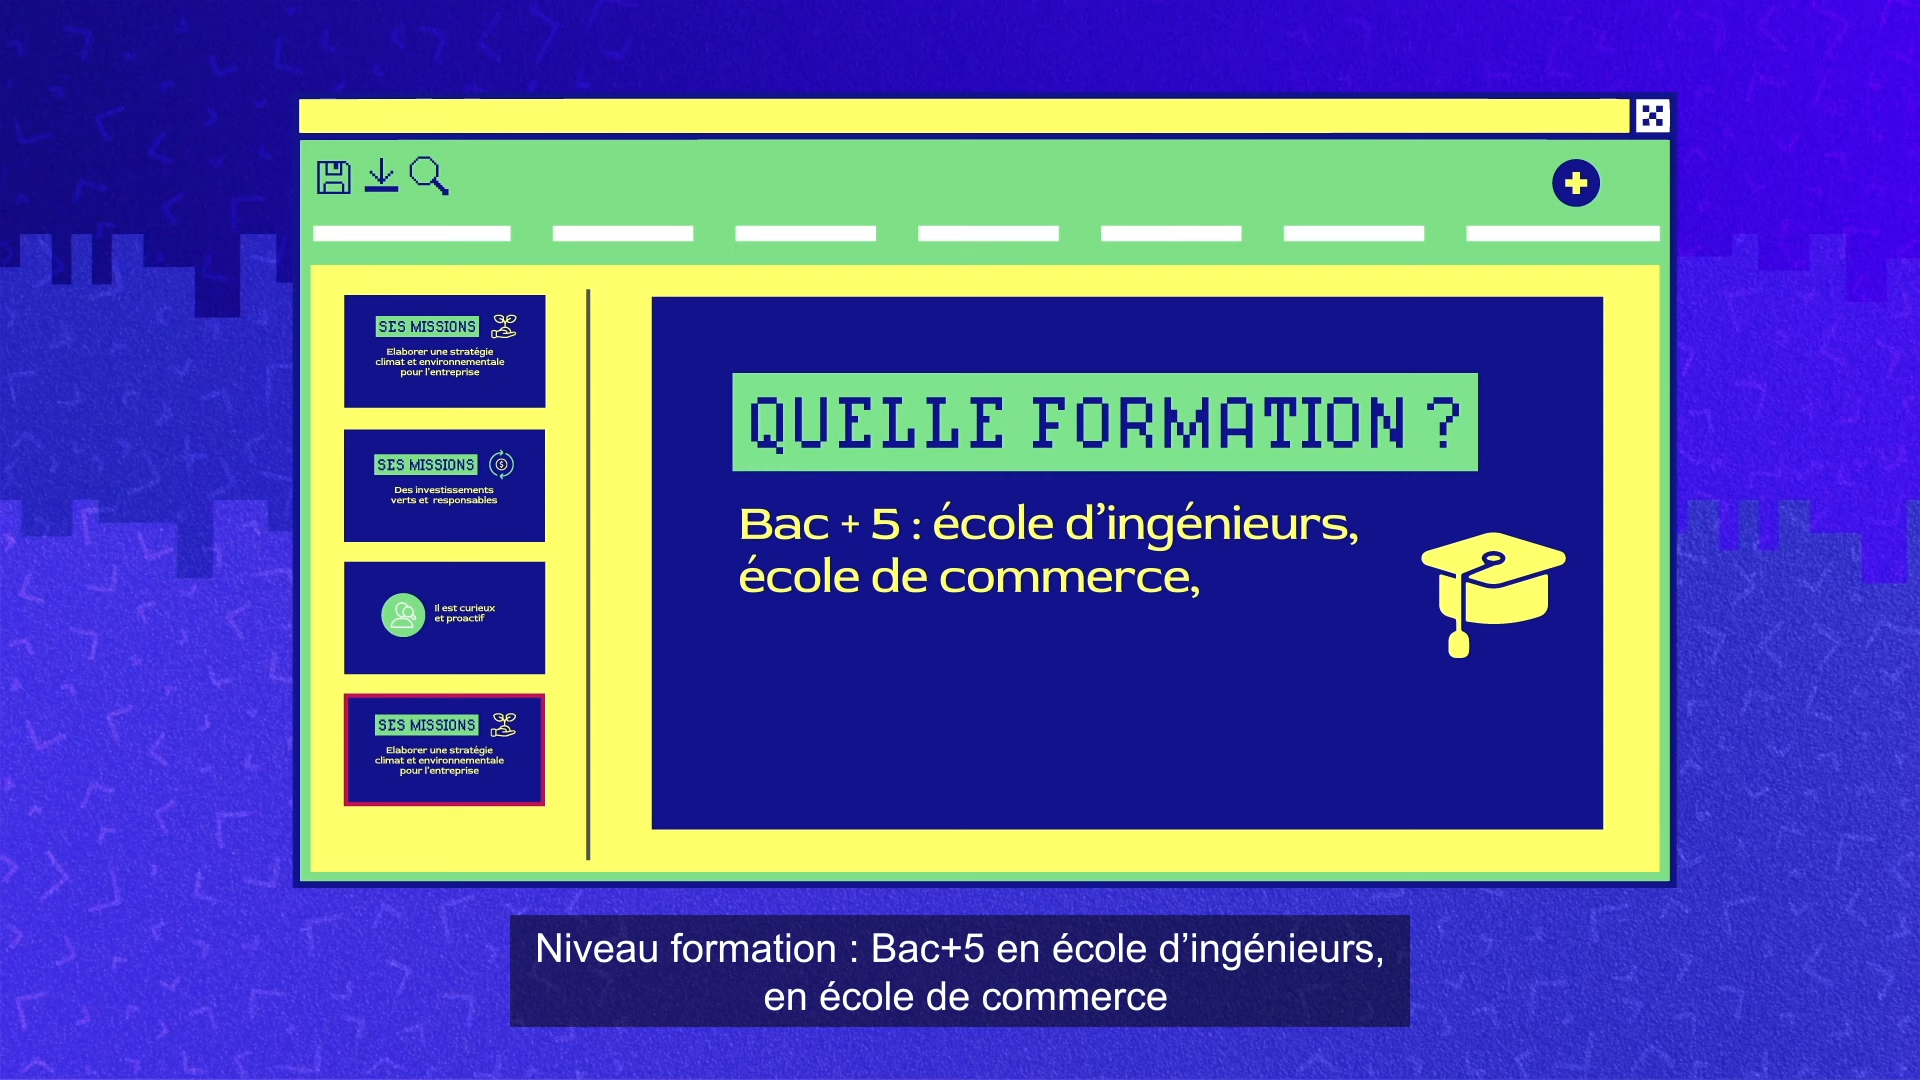 SES MISSIONS
Elaborer une stratégie
climat et environnementale
pour l'entreprise
SES MISSIONS
Des investissements
verts et responsables
Il est curieux
et proactif
SES MISSIONS
Elaborer une stratégie
climat et environnementale
pour l'entreprise
QUELLE FORMATION ?
Bac + 5 : école d’ingénieurs,
école de commerce,
Niveau formation : Bac+5 en école d’ingénieurs,
en école de commerce